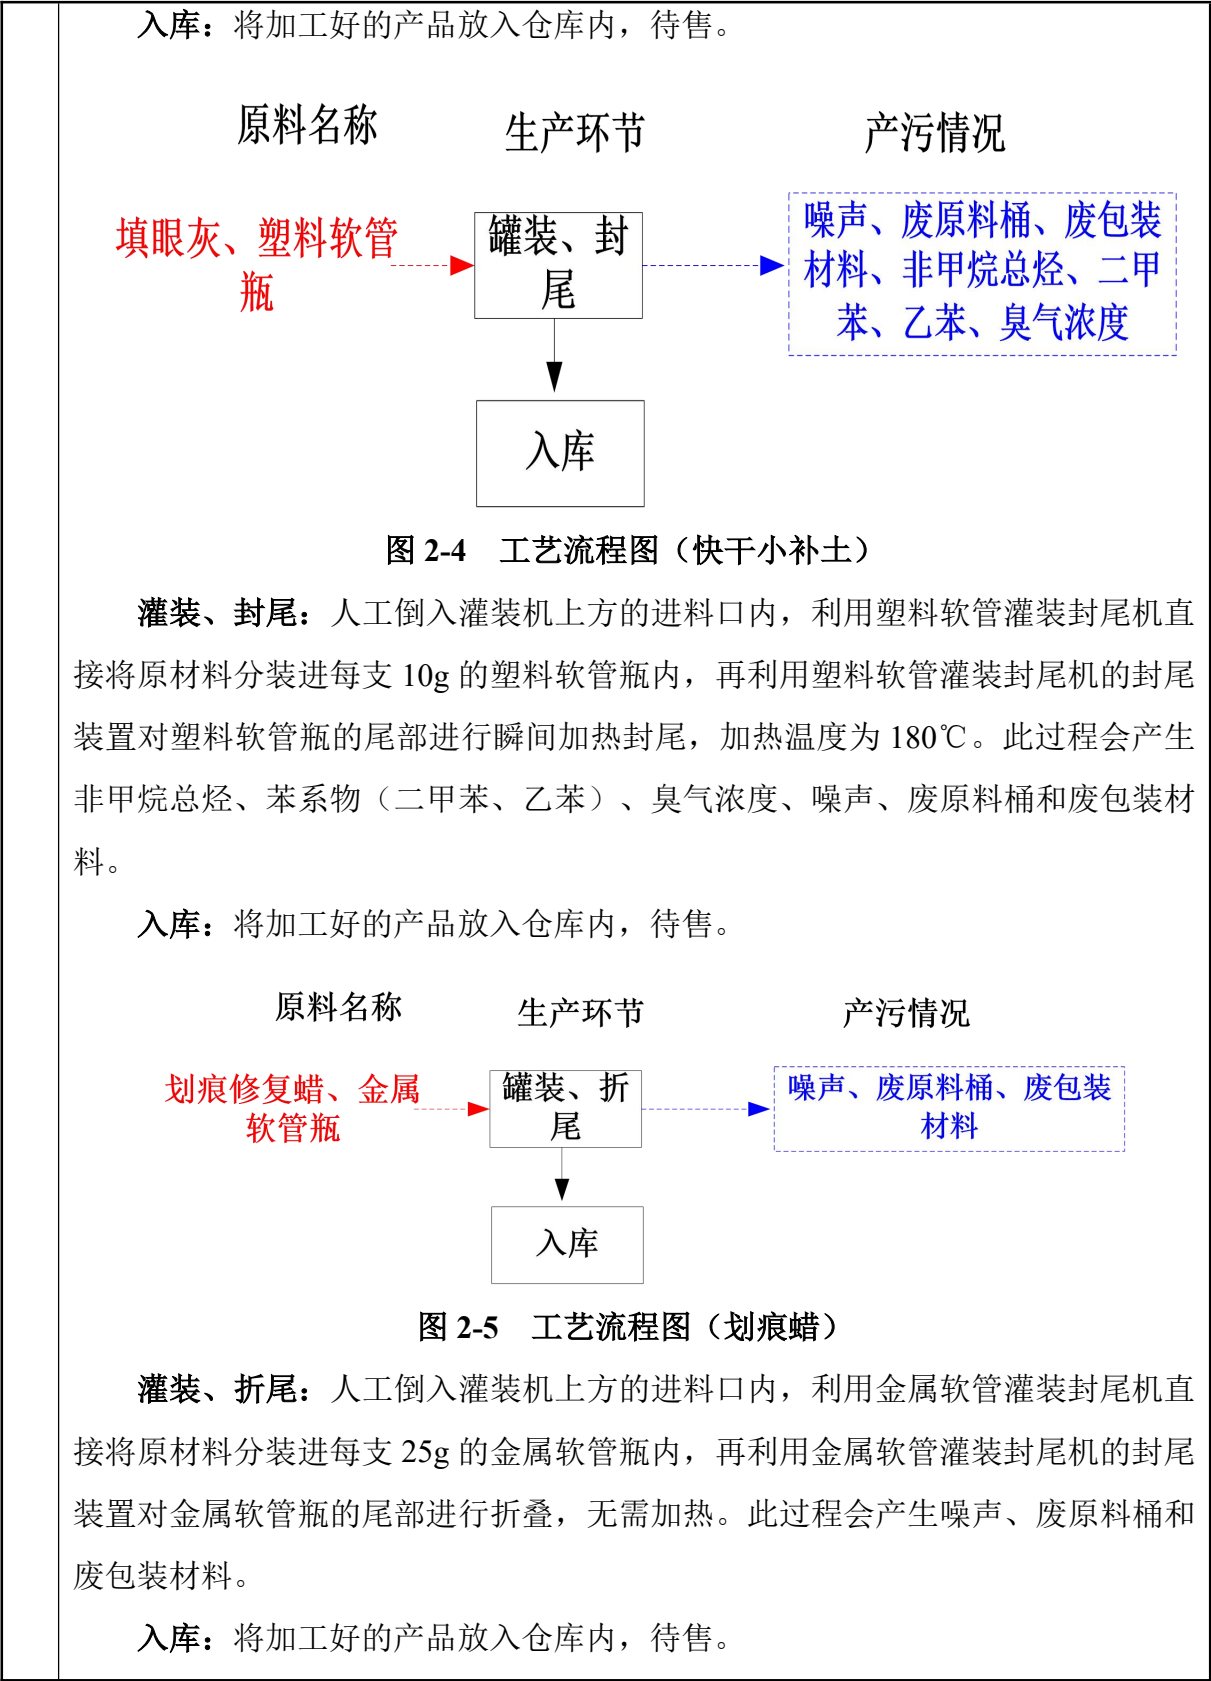 入库：将加工好的产品放入仓库内，待售。
原料名称
生产环节
产污情况
填眼灰、塑料软管
瓶
罐装、封
尾
噪声、废原料桶、废包装
材料、非甲烷总烃、二甲
苯、乙苯、臭气浓度
入库
图 2-4 工艺流程图（快干小补土）
灌装、封尾：人工倒入灌装机上方的进料口内，利用塑料软管灌装封尾机直
接将原材料分装进每支 10g 的塑料软管瓶内，再利用塑料软管灌装封尾机的封尾
装置对塑料软管瓶的尾部进行瞬间加热封尾，加热温度为 180℃。此过程会产生
非甲烷总烃、苯系物（二甲苯、乙苯）、臭气浓度、噪声、废原料桶和废包装材
料。
入库：将加工好的产品放入仓库内，待售。
原料名称
生产环节
产污情况
划痕修复蜡、金属
软管瓶
罐装、折
尾
噪声、废原料桶、废包装
材料
入库
图 2-5 工艺流程图（划痕蜡）
灌装、折尾：人工倒入灌装机上方的进料口内，利用金属软管灌装封尾机直
接将原材料分装进每支 25g 的金属软管瓶内，再利用金属软管灌装封尾机的封尾
装置对金属软管瓶的尾部进行折叠，无需加热。此过程会产生噪声、废原料桶和
废包装材料。
入库：将加工好的产品放入仓库内，待售。